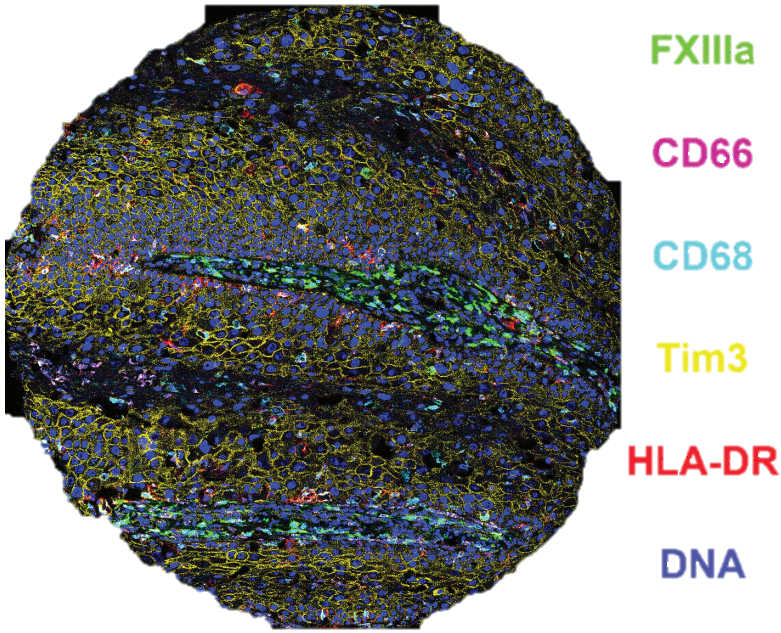 FXIIIa
CD66
CD68
Tim3
HLA-DR
DNA